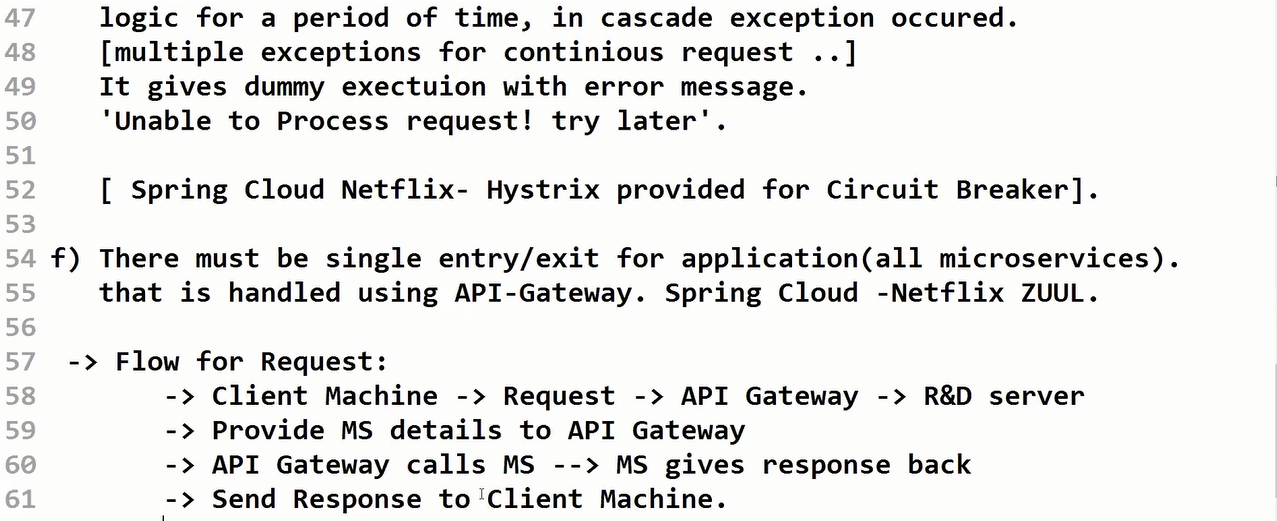 47 logic for a period of time, in cascade exception occured.
48 [multiple exceptions for continious request ..]
49 It gives dummy exectuion with error message.
50 'Unable to Process request! try later'.
51
52 [ Spring Cloud Netflix- Hystrix provided for Circuit Breaker].
53
54 f) There must be single entry/exit for application(all microservices).
55 that is handled using API-Gateway. Spring Cloud -Netflix ZUUL.
56
57 -> Flow for Request:
58 -> Client Machine -> Request -> API Gateway -> R&D server
59 -> Provide MS details to API Gateway
60 -> API Gateway calls MS --> MS gives response back
61 -> Send Response to Client Machine.